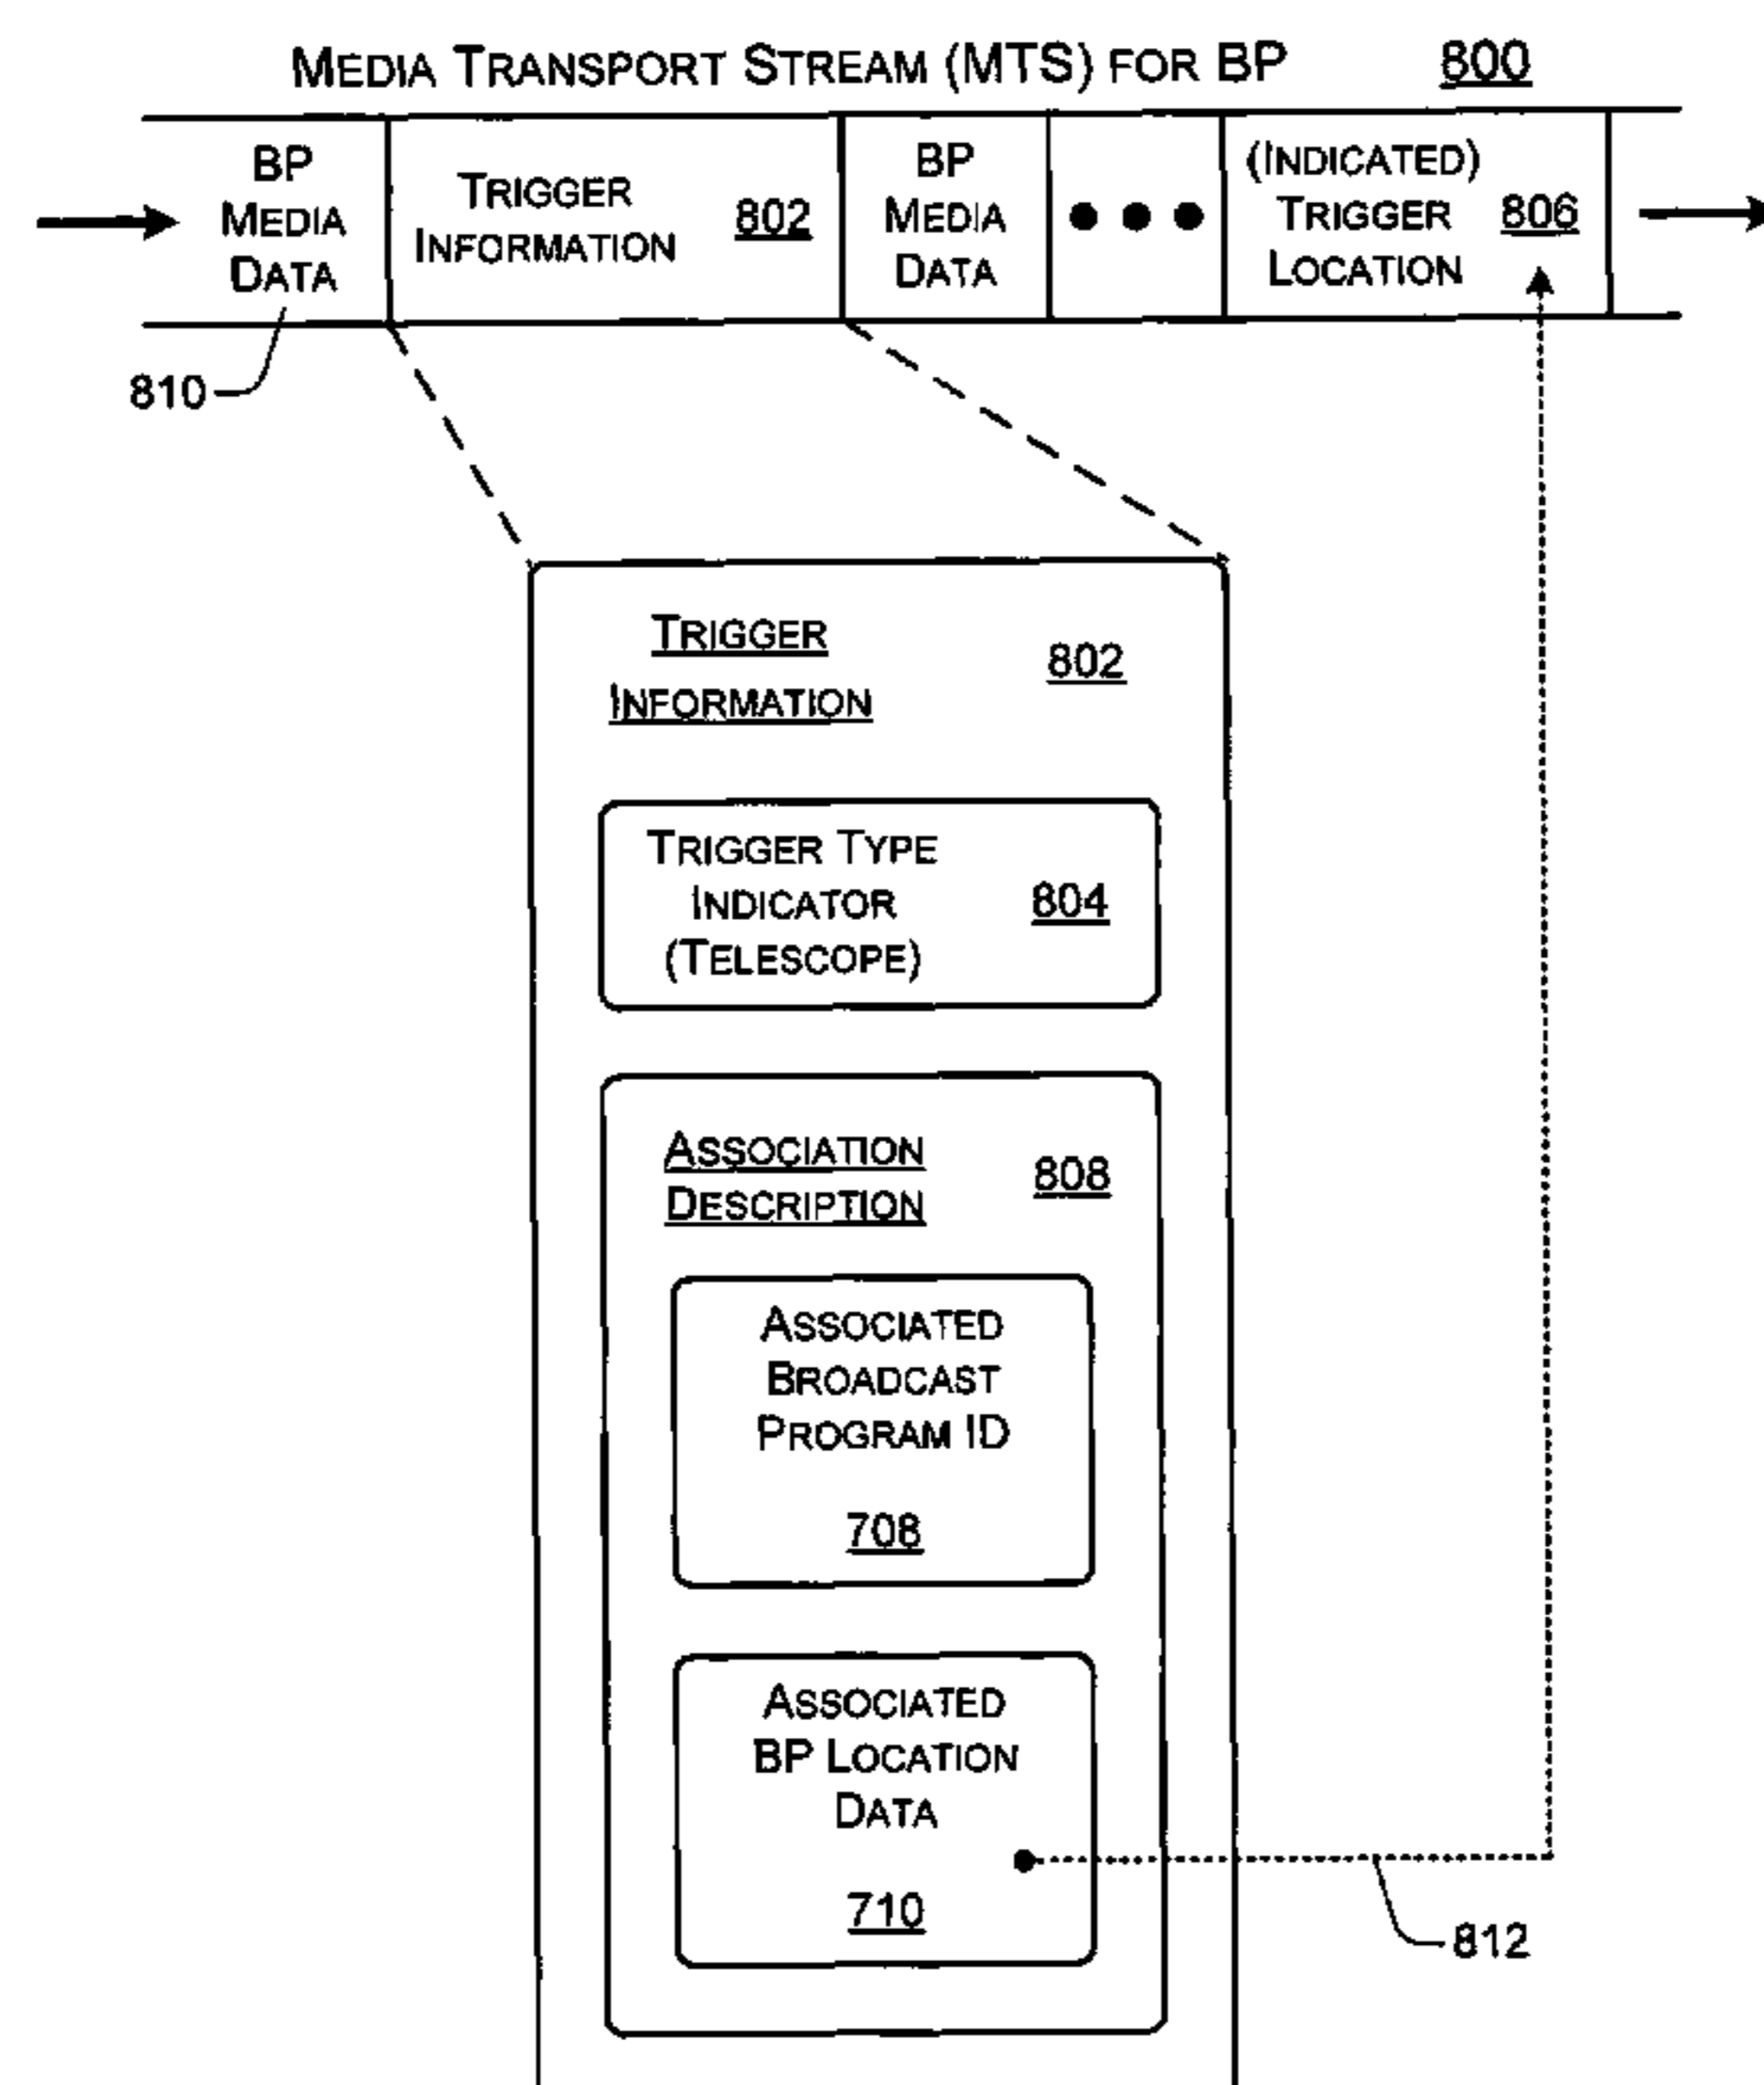 MEDIA TRANSPORT STREAM (MTS) FOR BP 800
BP
MEDIA
DATA
TRIGGER
INFORMATION
802
BP
MEDIA
DATA
(INDICATED)
TRIGGER
LOCATION
806
810
TRIGGER
INFORMATION
802
TRIGGER TYPE
INDICATOR
(TELESCOPE)
804
ASSOCIATION
DESCRIPTION
808
ASSOCIATED
BROADCAST
PROGRAM ID
708
ASSOCIATED
BP LOCATION
DATA
710
812